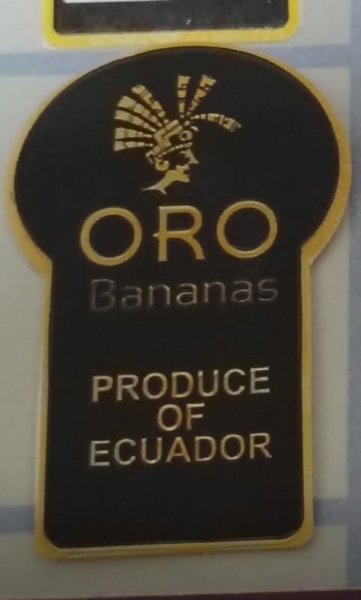 ORO
Bananas
PRODUCE
OF
ECUADOR